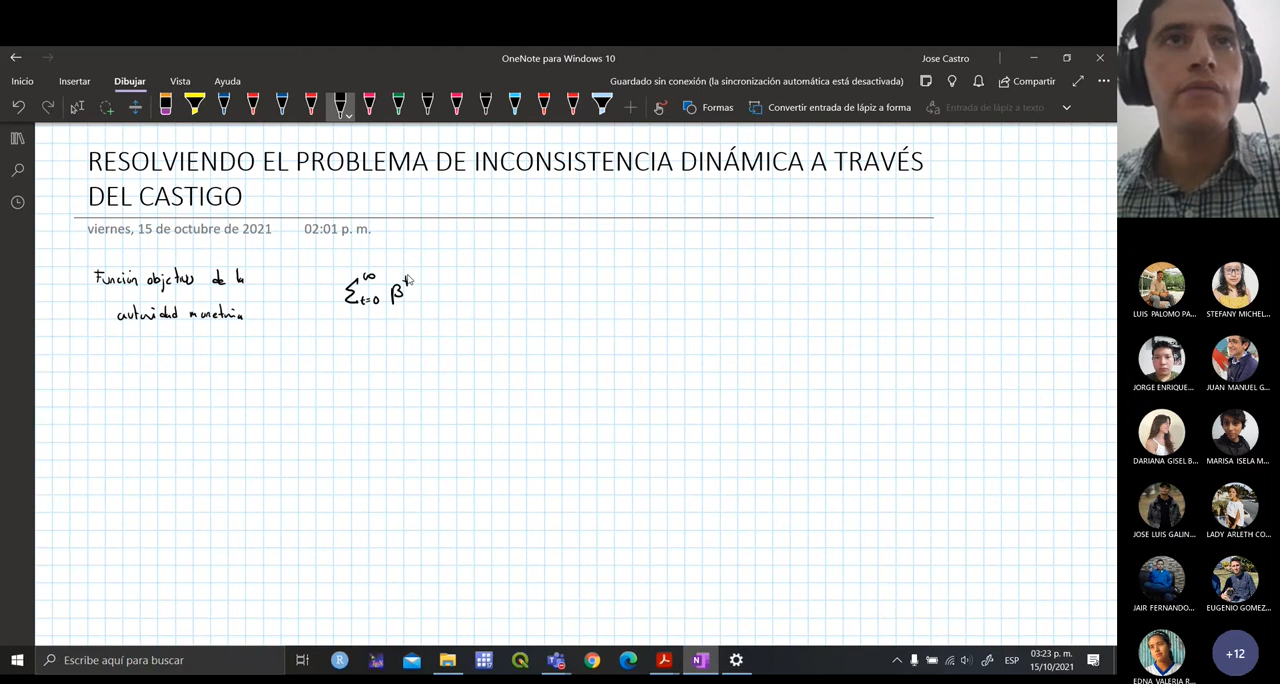 OneNote para Windows 10
Jose Castro
Inicio Insertar Dibujar Vista Ayuda
Guardado sin conexión (la sincronización automática está desactivada)
Compartir
Formas
Convertir entrada de lápiz a forma
Entrada de lápiz a texto
RESOLVIENDO EL PROBLEMA DE INCONSISTENCIA DINÁMICA A TRAVÉS
DEL CASTIGO
viernes, 15 de octubre de 2021 02:01 p. m.
Función objetivo de la
autoridad monetaria
∑_{t=0}^{∞} β^t
LUIS PALOMO PA... STEFANY MICHEL...
JORGE ENRIQUE... JUAN MANUEL G...
DARIANA GISEL B... MARISA ISELA M...
JOSE LUIS GALIN... LADY ARLETH CO...
JAIR FERNANDO... EUGENIO GOMEZ...
EDNA VALERIA R...
+12
Escribe aquí para buscar
ESP
03:23 p. m.
15/10/2021